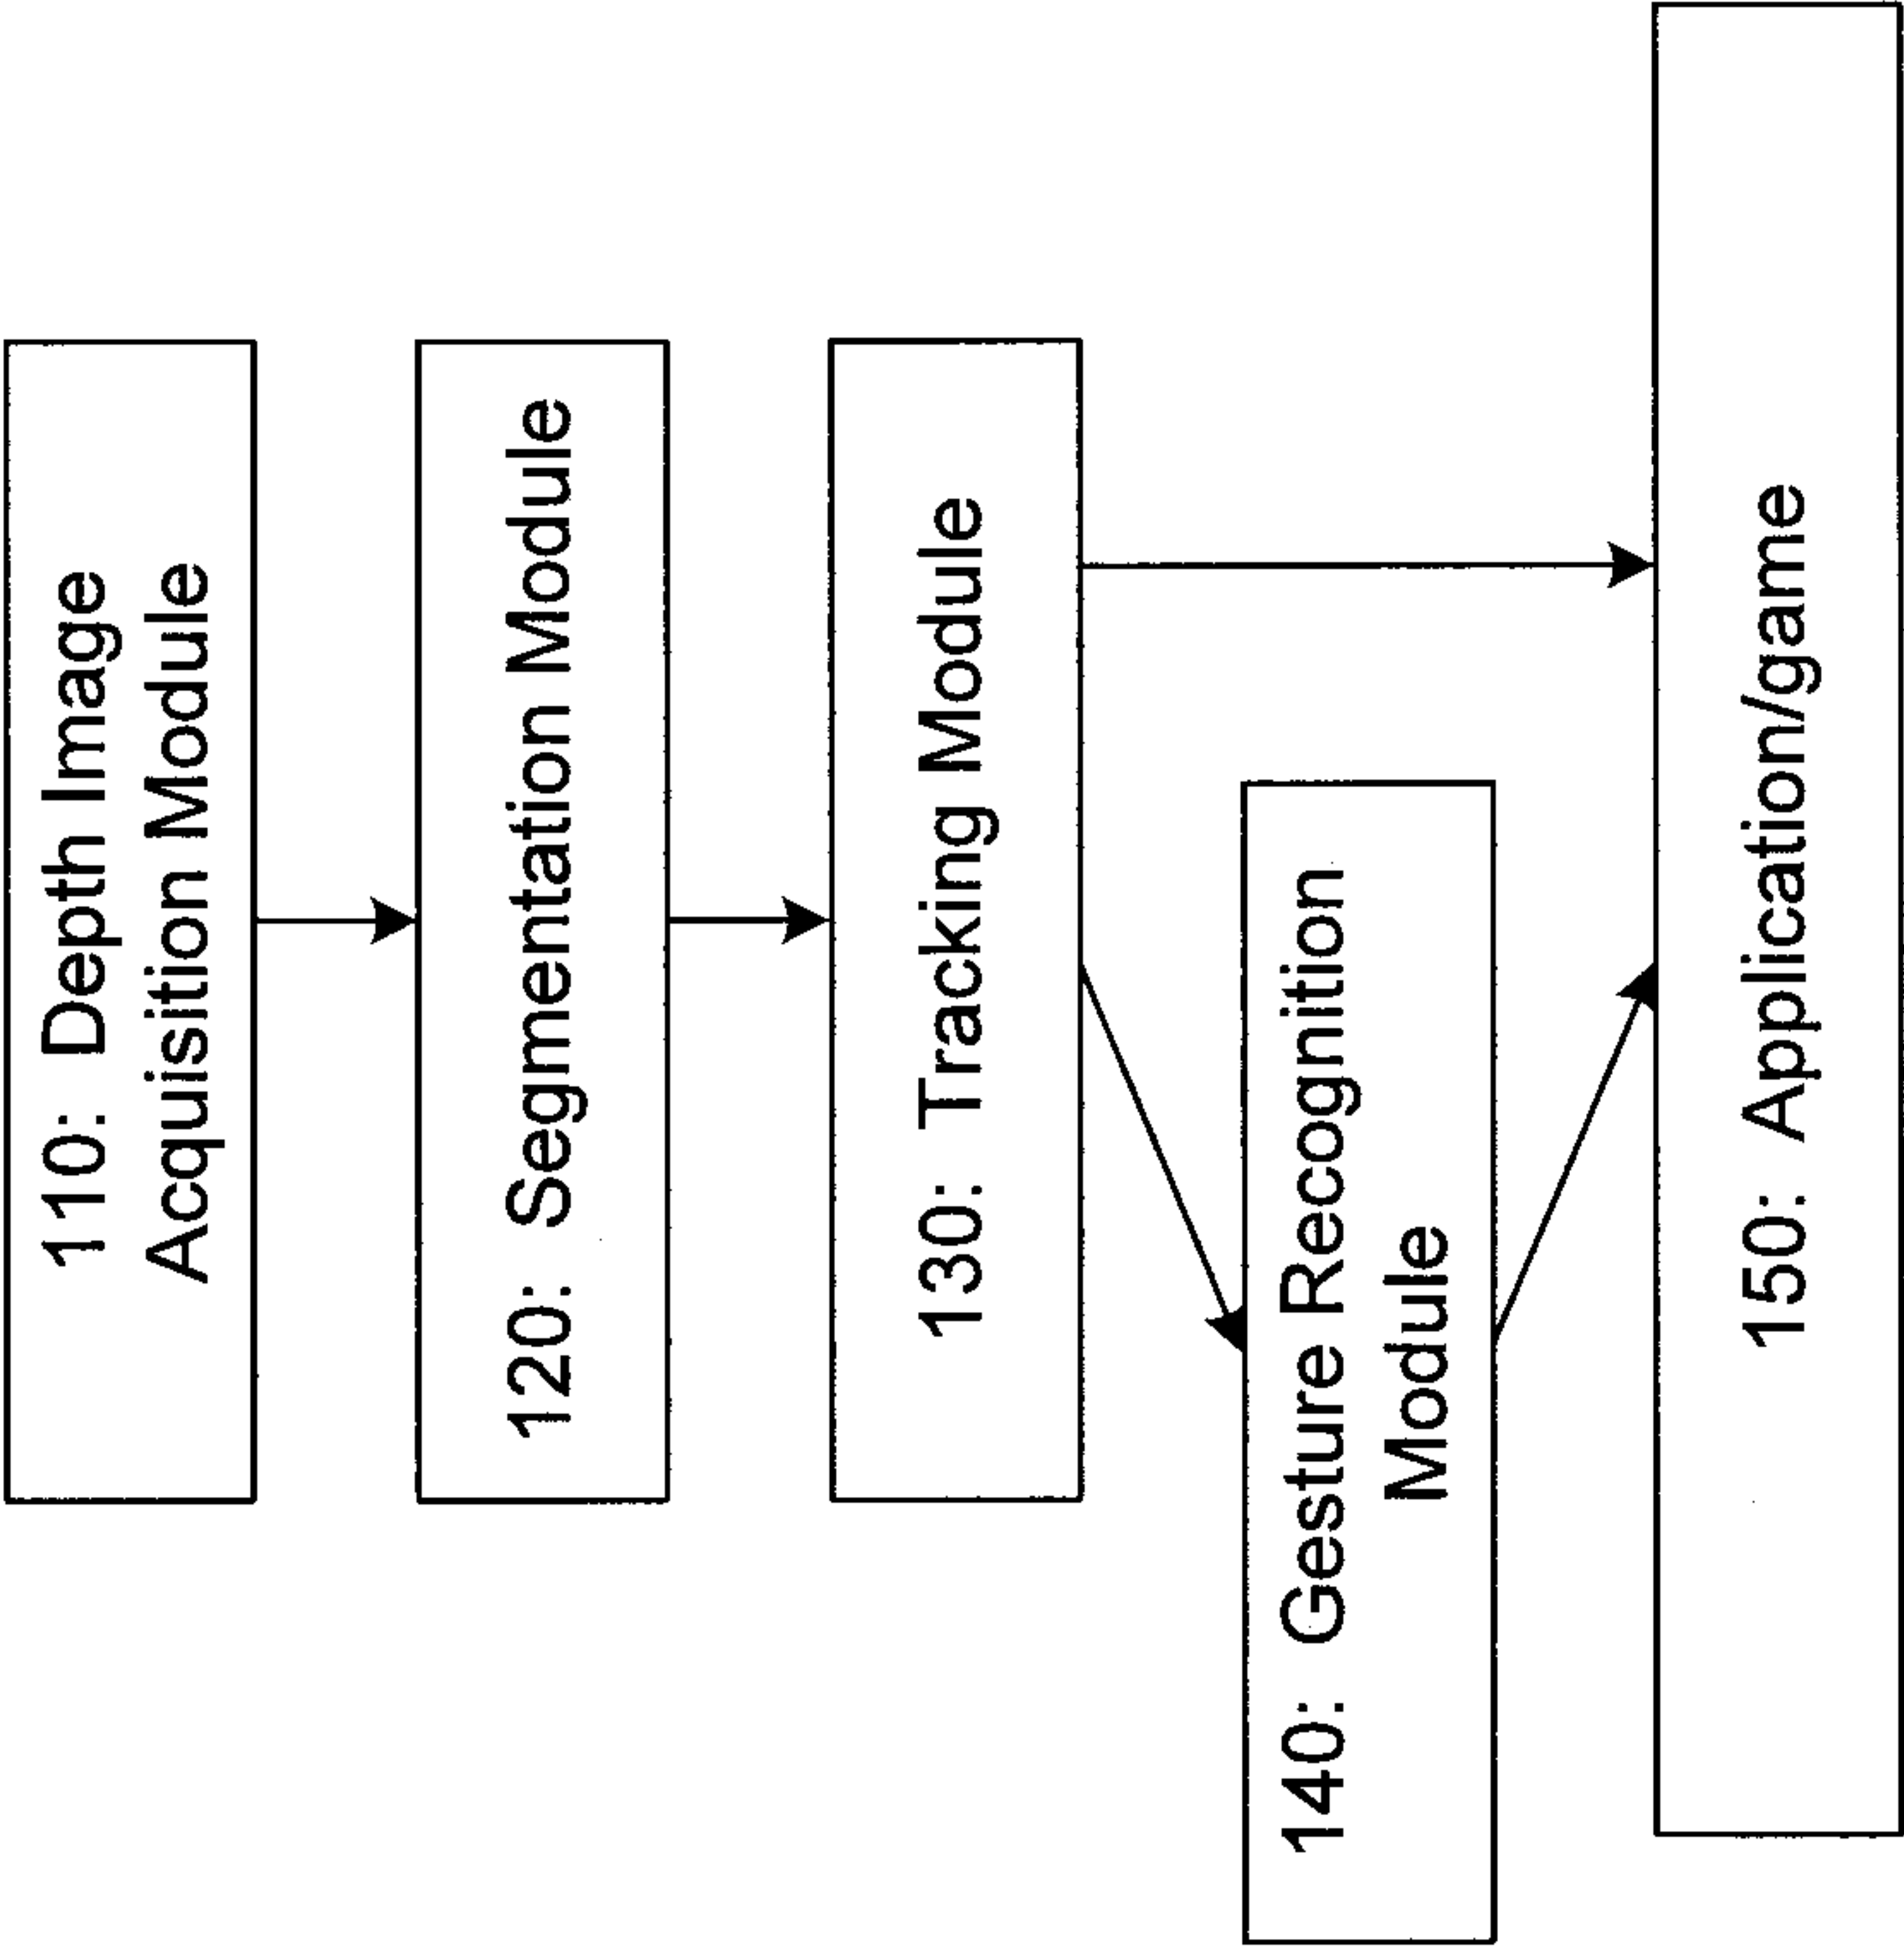 110: Depth Image
Acquisition Module
120: Segmentation Module
130: Tracking Module
140: Gesture Recognition
Module
150: Application/game